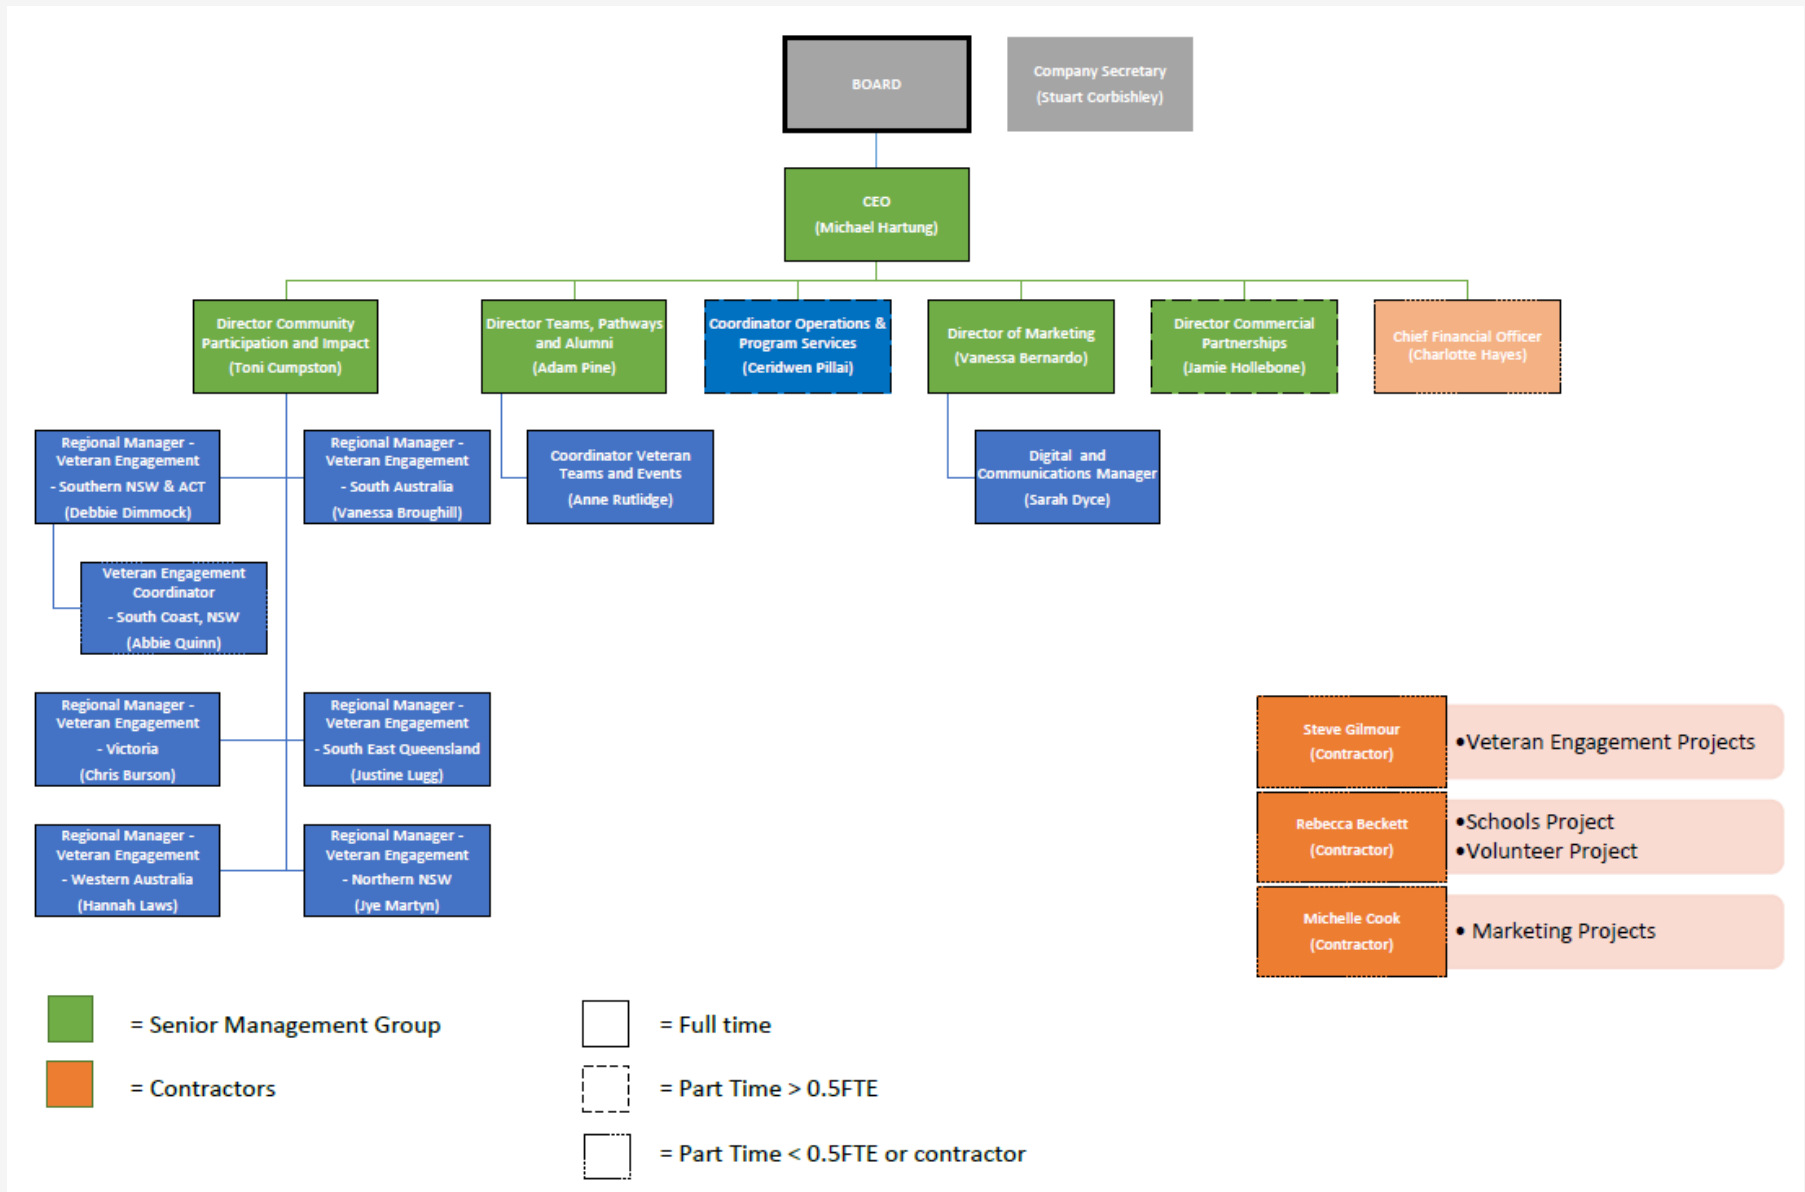 BOARD
Company Secretary
(Stuart Corbishley)
CEO
(Michael Hartung)
Director Community
Participation and Impact
(Toni Cumpston)
Director Teams, Pathways
and Alumni
(Adam Pine)
Coordinator Operations &
Program Services
(Ceridwen Pillai)
Director of Marketing
(Vanessa Bernardo)
Director Commercial
Partnerships
(Jamie Hollebone)
Chief Financial Officer
(Charlotte Hayes)
Regional Manager -
Veteran Engagement
- Southern NSW & ACT
(Debbie Dimmock)
Regional Manager -
Veteran Engagement
- South Australia
(Vanessa Broughill)
Coordinator Veteran
Teams and Events
(Anne Rutlidge)
Digital and
Communications Manager
(Sarah Dyce)
Veteran Engagement
Coordinator
- South Coast, NSW
(Abbie Quinn)
Regional Manager -
Veteran Engagement
- Victoria
(Chris Burson)
Regional Manager -
Veteran Engagement
- South East Queensland
(Justine Lugg)
Regional Manager -
Veteran Engagement
- Western Australia
(Hannah Laws)
Regional Manager -
Veteran Engagement
- Northern NSW
(Jye Martyn)
Steve Gilmour
(Contractor)
•Veteran Engagement Projects
Rebecca Beckett
(Contractor)
•Schools Project
•Volunteer Project
Michelle Cook
(Contractor)
• Marketing Projects
= Senior Management Group
= Contractors
= Full time
= Part Time > 0.5FTE
= Part Time < 0.5FTE or contractor